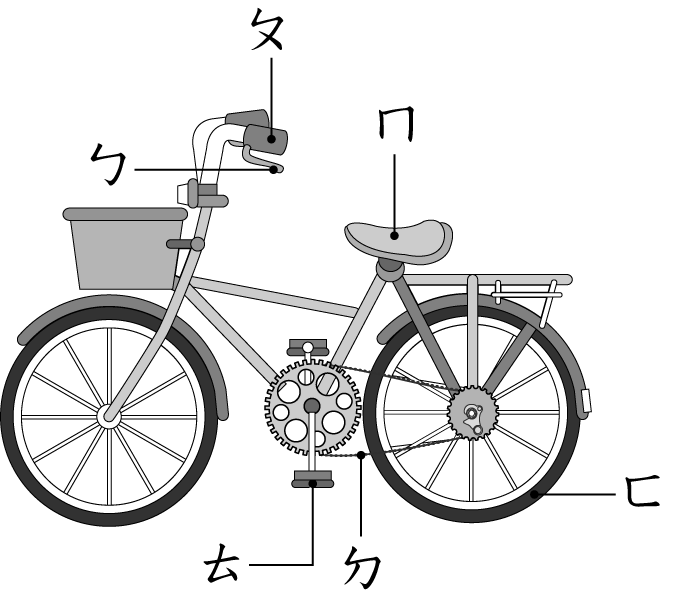 ㄆ
ㄇ
ㄅ
ㄈ
ㄊ ㄉ